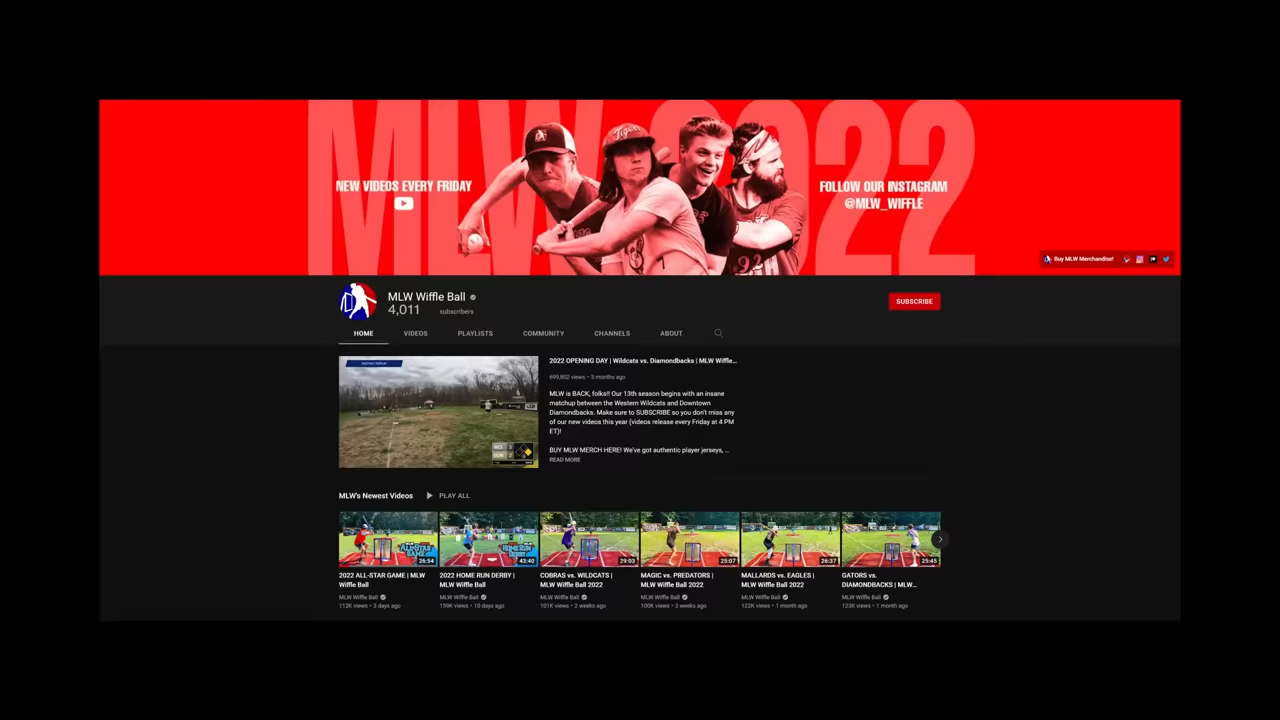 MLW 2022
NEW VIDEOS EVERY FRIDAY
FOLLOW OUR INSTAGRAM
@MLW_WIFFLE
Tigers
92
Buy MLW Merchandise!
MLW Wiffle Ball
4,011 subscribers
SUBSCRIBE
HOME VIDEOS PLAYLISTS COMMUNITY CHANNELS ABOUT
2022 OPENING DAY | Wildcats vs. Diamondbacks | MLW Wiffle...
699,802 views • 3 months ago
MLW is BACK, folks!! Our 13th season begins with an insane
matchup between the Western Wildcats and Downtown
Diamondbacks. Make sure to SUBSCRIBE so you don't miss any
of our new videos this year (videos release every Friday at 4 PM
ET)!
BUY MLW MERCH HERE! We've got authentic player jerseys, ...
READ MORE
MLW's Newest Videos PLAY ALL
ALL-STAR GAME
26:54
HOME RUN DERBY
43:40
29:03
25:07
26:37
25:45
2022 ALL-STAR GAME | MLW
Wiffle Ball
MLW Wiffle Ball
112K views • 3 days ago
2022 HOME RUN DERBY |
MLW Wiffle Ball
MLW Wiffle Ball
159K views • 10 days ago
COBRAS vs. WILDCATS |
MLW Wiffle Ball 2022
MLW Wiffle Ball
101K views • 2 weeks ago
MAGIC vs. PREDATORS |
MLW Wiffle Ball 2022
MLW Wiffle Ball
100K views • 3 weeks ago
MALLARDS vs. EAGLES |
MLW Wiffle Ball 2022
MLW Wiffle Ball
122K views • 1 month ago
GATORS vs.
DIAMONDBACKS | MLW...
MLW Wiffle Ball
123K views • 1 month ago